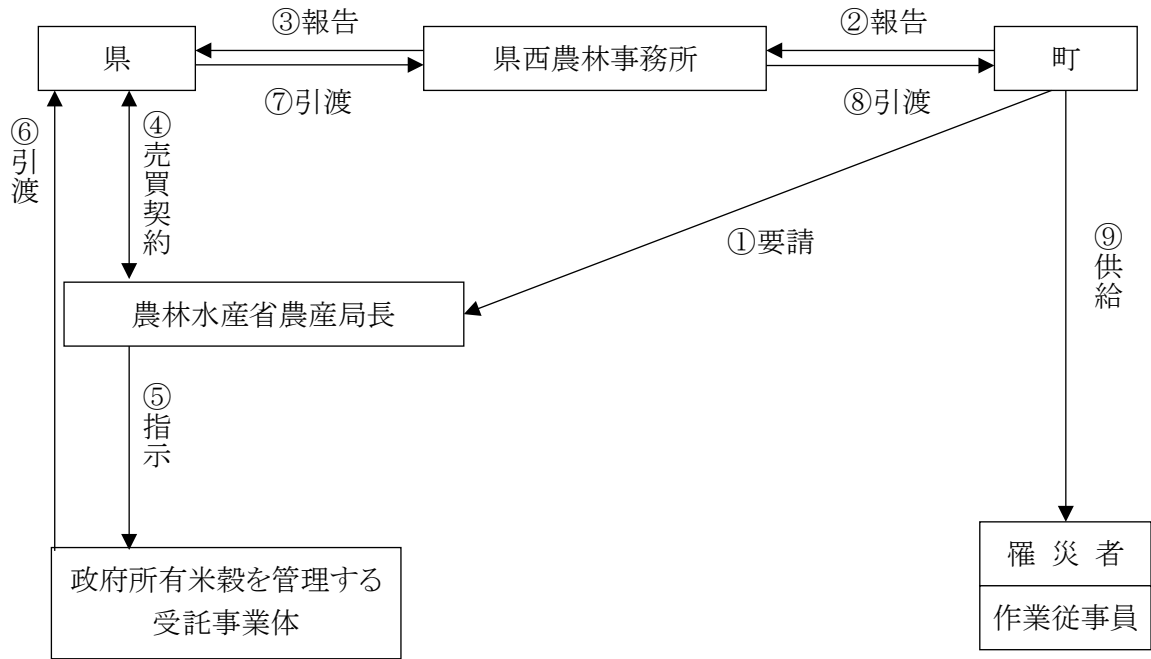 ③報告
②報告
県
県西農林事務所
町
⑦引渡
⑧引渡
⑥引渡
④売買契約
①要請
⑨供給
農林水産省農産局長
⑤指示
政府所有米穀を管理する
受託事業体
罹 災 者
作業従事員